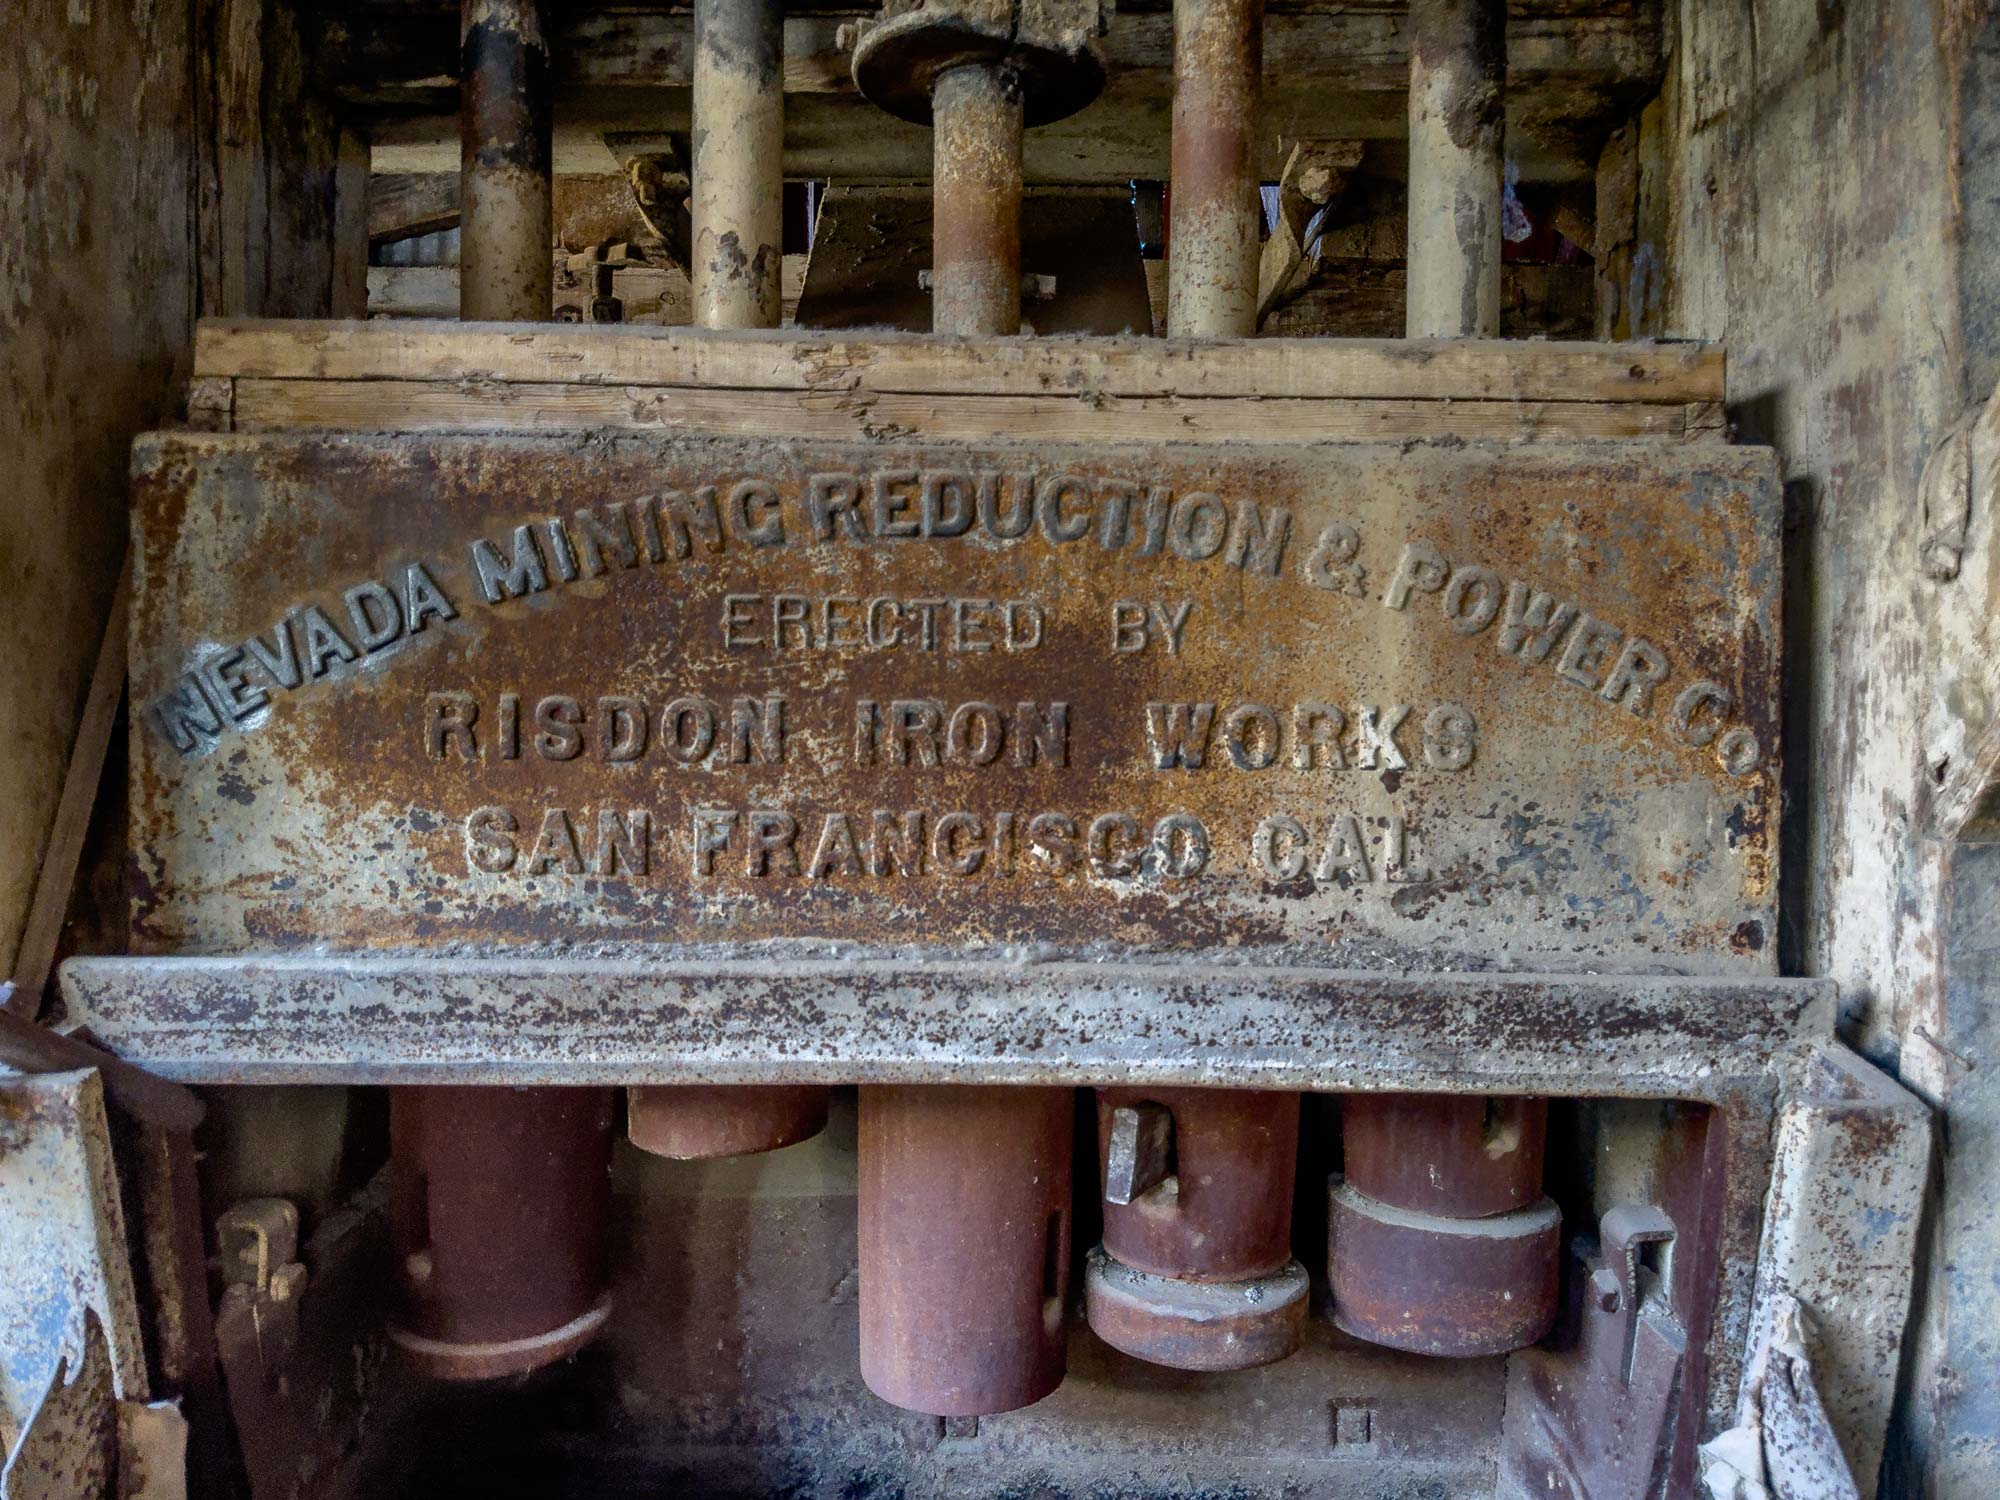 NEVADA MINING REDUCTION & POWER Co
ERECTED BY
RISDON IRON WORKS
SAN FRANCISCO CAL